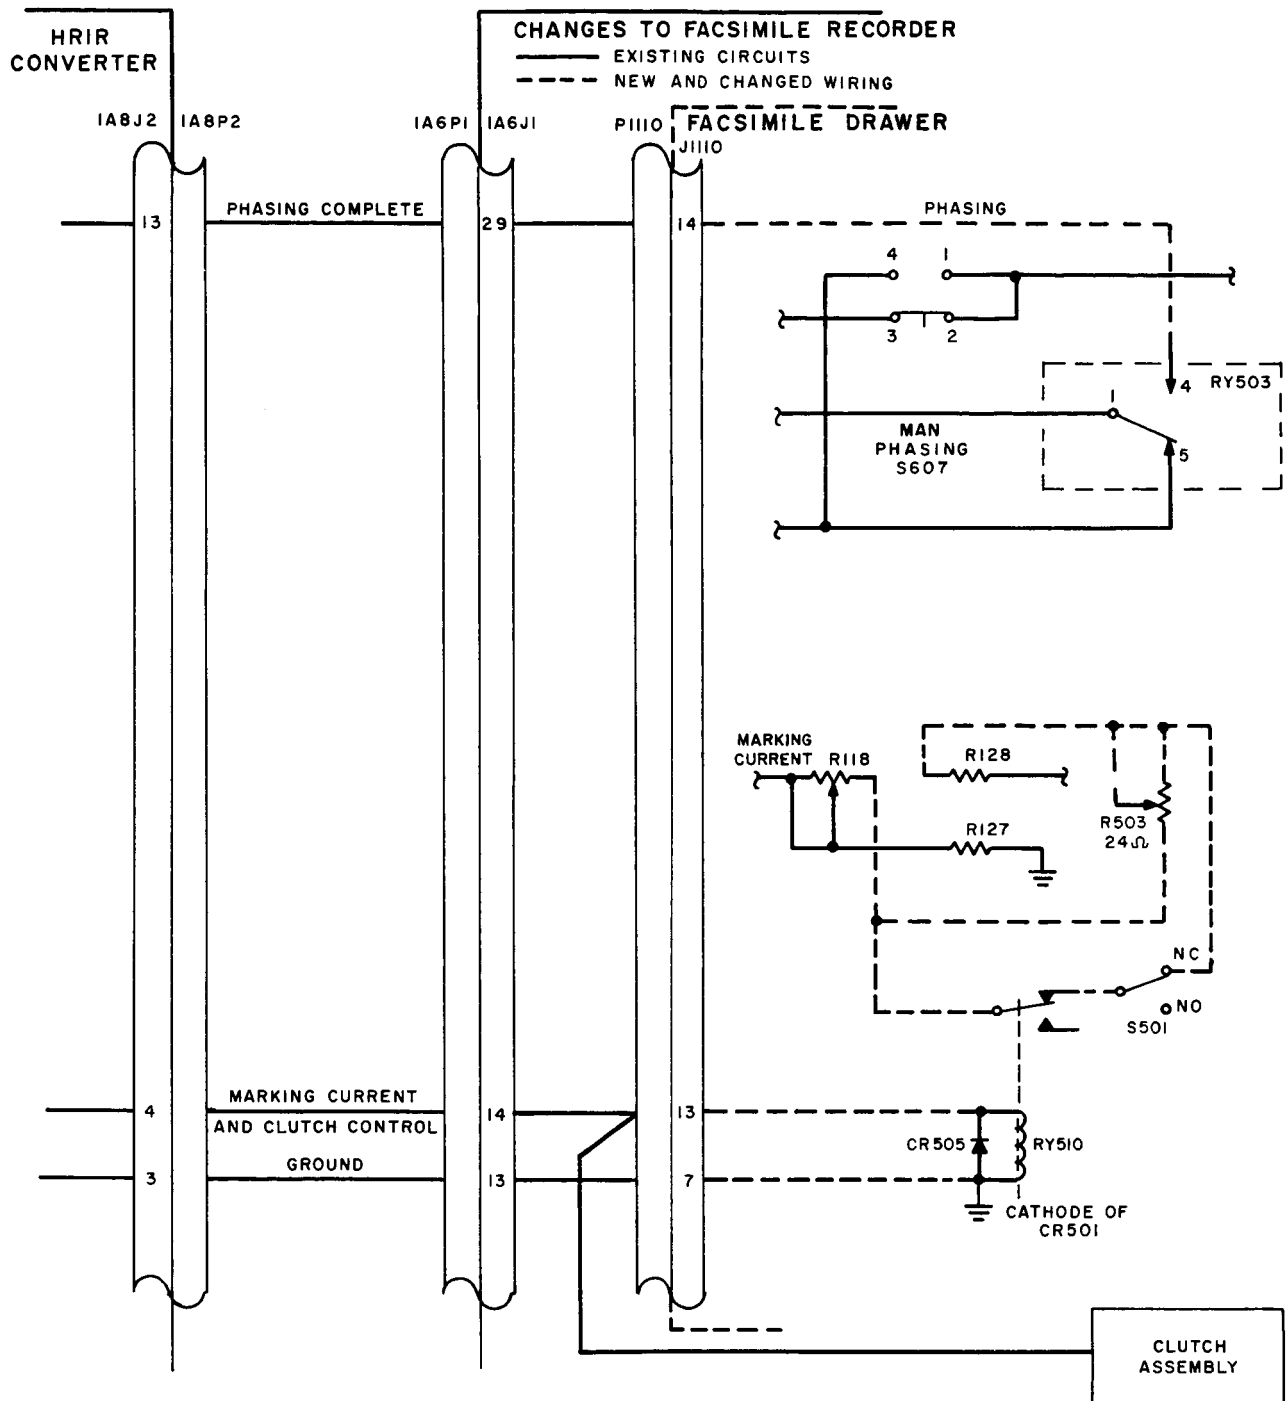 HRIR
CONVERTER
CHANGES TO FACSIMILE RECORDER
EXISTING CIRCUITS
NEW AND CHANGED WIRING
1A8J2 1A8P2
1A6P1 1A6J1
P1110
FACSIMILE DRAWER
J1110
13
PHASING COMPLETE
29
14
PHASING
4 1
3 2
4
RY503
1
MAN
PHASING
S607
5
MARKING
CURRENT
R118
R128
R503
24Ω
R127
NC
NO
S501
4
MARKING CURRENT
AND CLUTCH CONTROL
14
13
CR505
RY510
3
GROUND
13
7
CATHODE OF
CR501
CLUTCH
ASSEMBLY